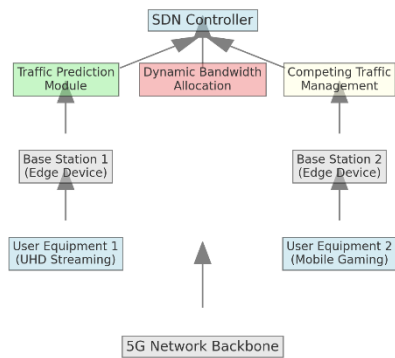 SDN Controller
Traffic Prediction
Module
Dynamic Bandwidth
Allocation
Competing Traffic
Management
Base Station 1
(Edge Device)
Base Station 2
(Edge Device)
User Equipment 1
(UHD Streaming)
User Equipment 2
(Mobile Gaming)
5G Network Backbone